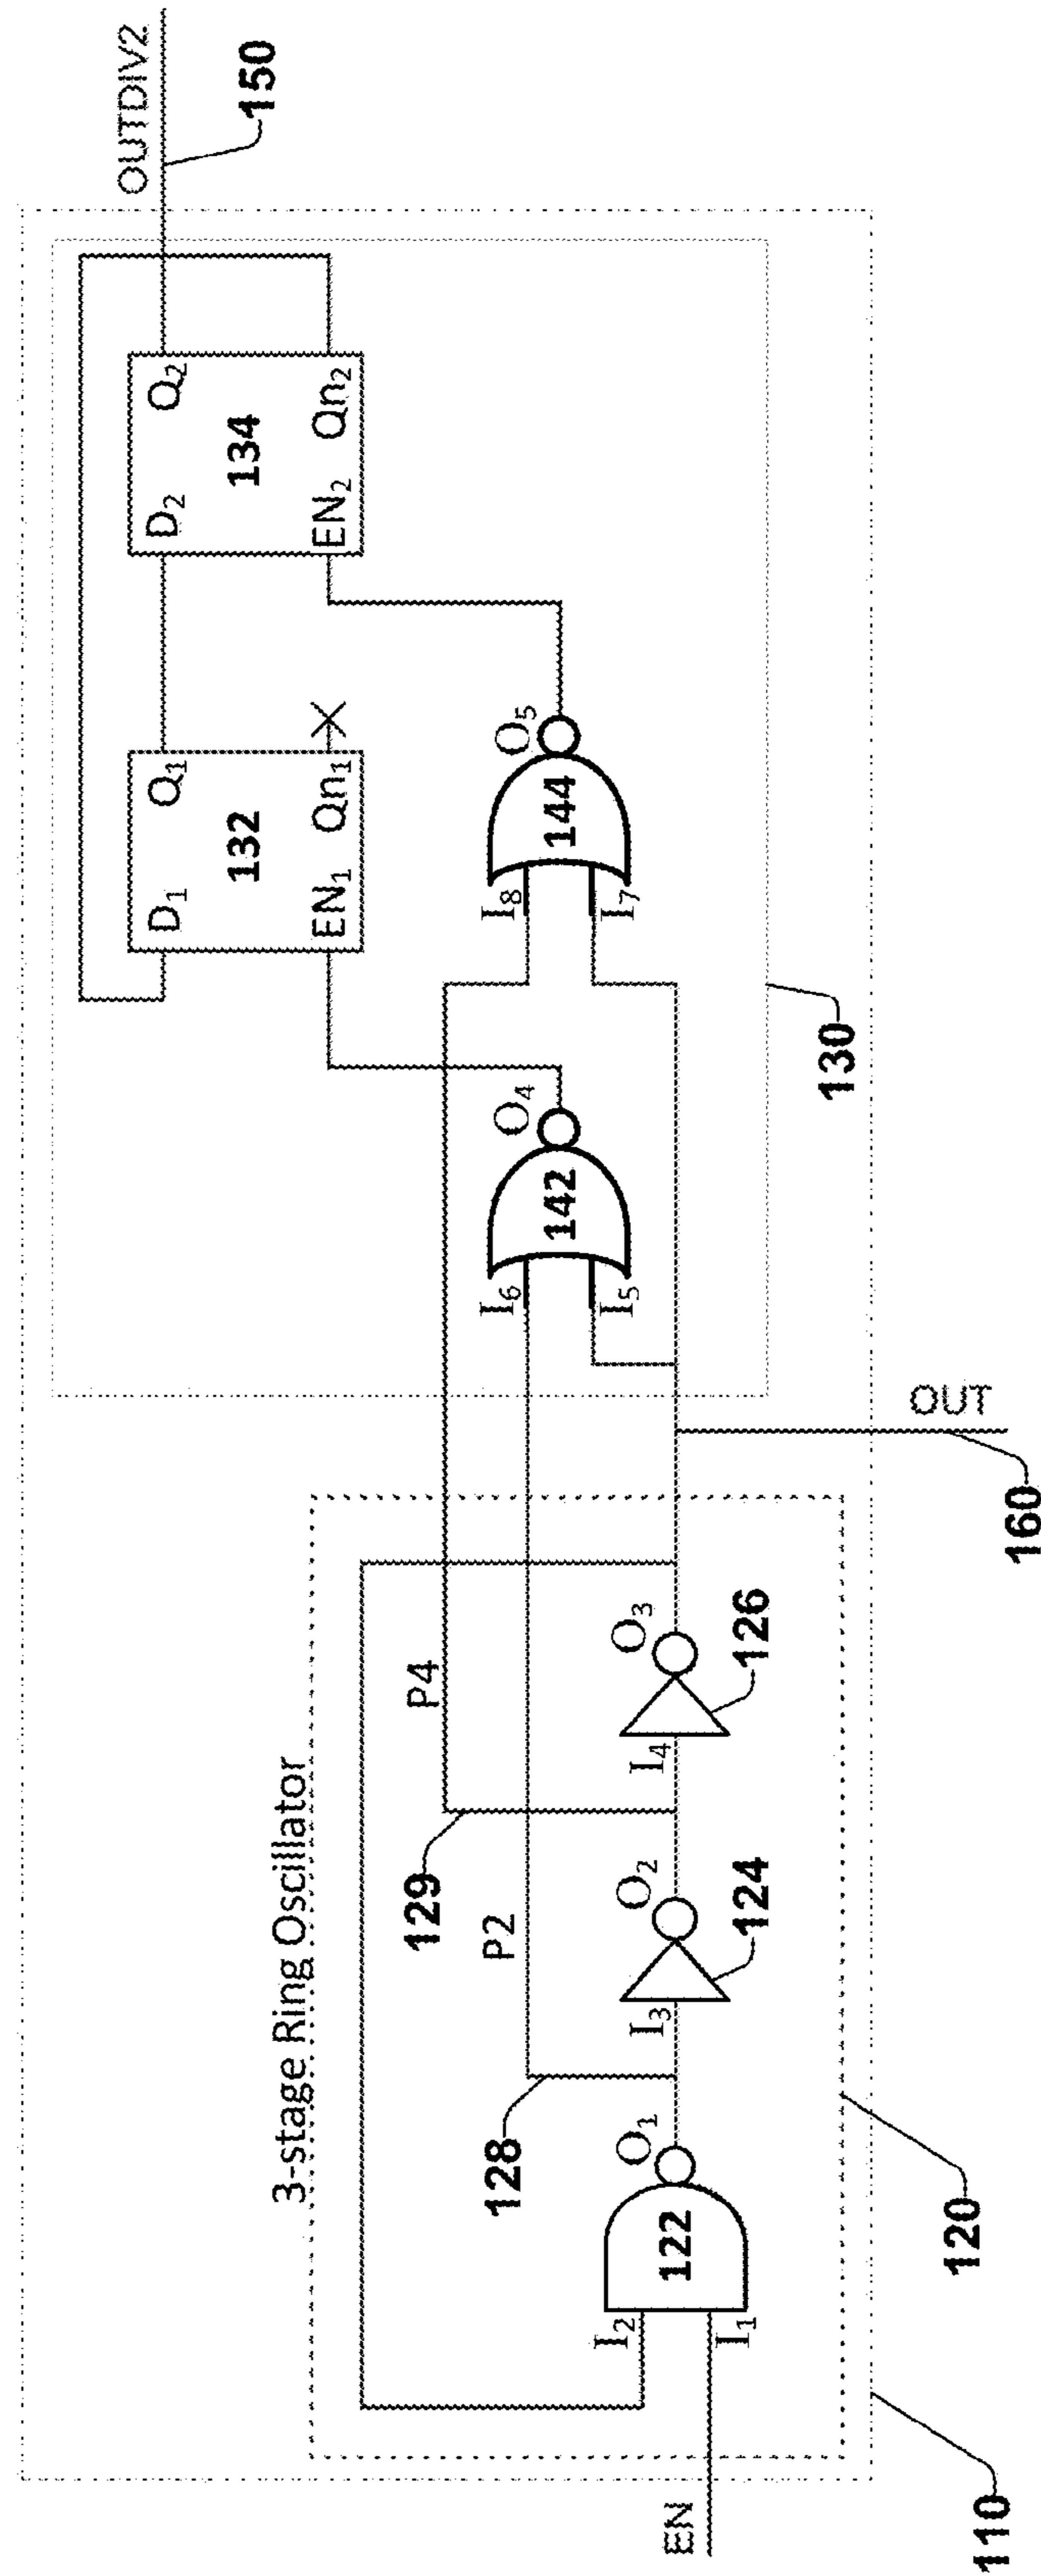 OUTDIV2
150
D₁
Q₁
132
EN₁
Qn₁
D₂
Q₂
134
EN₂
Qn₂
3-stage Ring Oscillator
P4
129
P2
128
I₆
142
O₄
I₅
I₈
144
O₅
I₇
130
EN
I₂
122
O₁
I₁
I₃
O₂
124
I₄
O₃
126
OUT
160
120
110